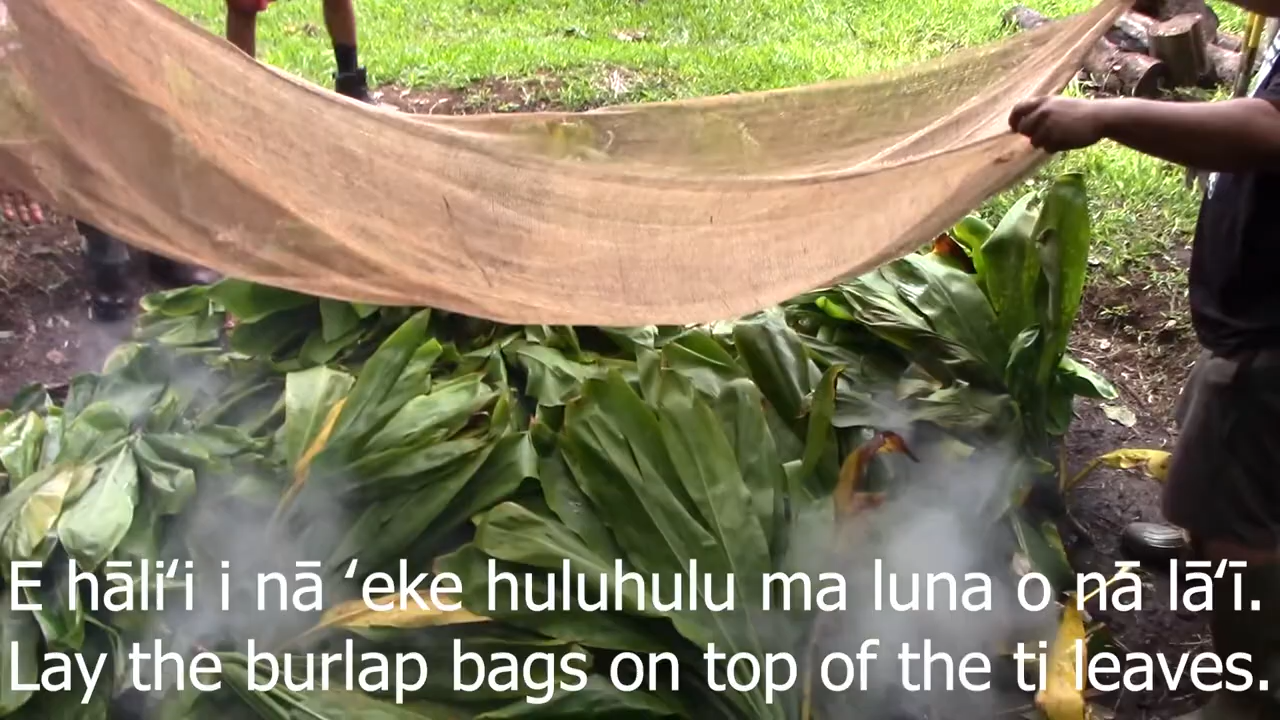 E hāliʻi i nā ʻeke huluhulu ma luna o nā lāʻī.
Lay the burlap bags on top of the ti leaves.